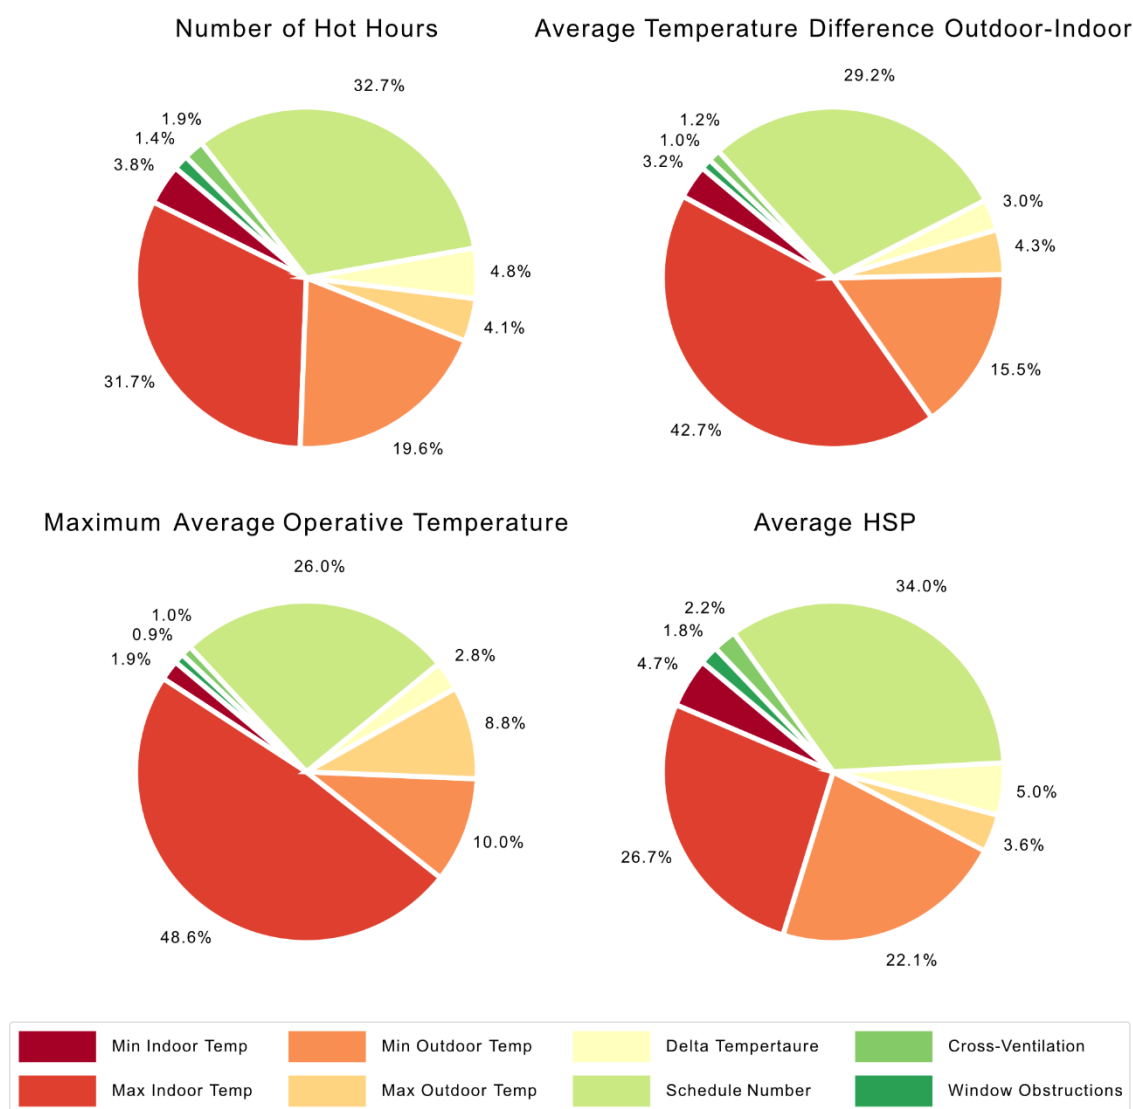 Number of Hot Hours
32.7%
1.9%
1.4%
3.8%
4.8%
4.1%
31.7%
19.6%
Average Temperature Difference Outdoor-Indoor
29.2%
1.2%
1.0%
3.2%
3.0%
4.3%
15.5%
42.7%
Maximum Average Operative Temperature
26.0%
1.0%
0.9%
1.9%
2.8%
8.8%
10.0%
48.6%
Average HSP
34.0%
2.2%
1.8%
4.7%
5.0%
3.6%
26.7%
22.1%
Min Indoor Temp
Min Outdoor Temp
Delta Tempertaure
Cross-Ventilation
Max Indoor Temp
Max Outdoor Temp
Schedule Number
Window Obstructions